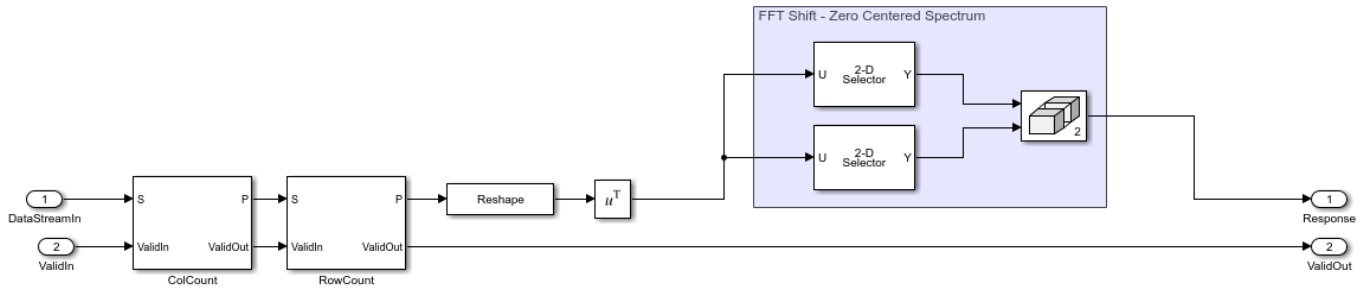 FFT Shift - Zero Centered Spectrum
U
2-D
Selector
Y
2
U
2-D
Selector
Y
1
DataStreamIn
2
ValidIn
S
P
ValidIn
ValidOut
ColCount
S
P
ValidIn
ValidOut
RowCount
Reshape
uᵀ
1
Response
2
ValidOut